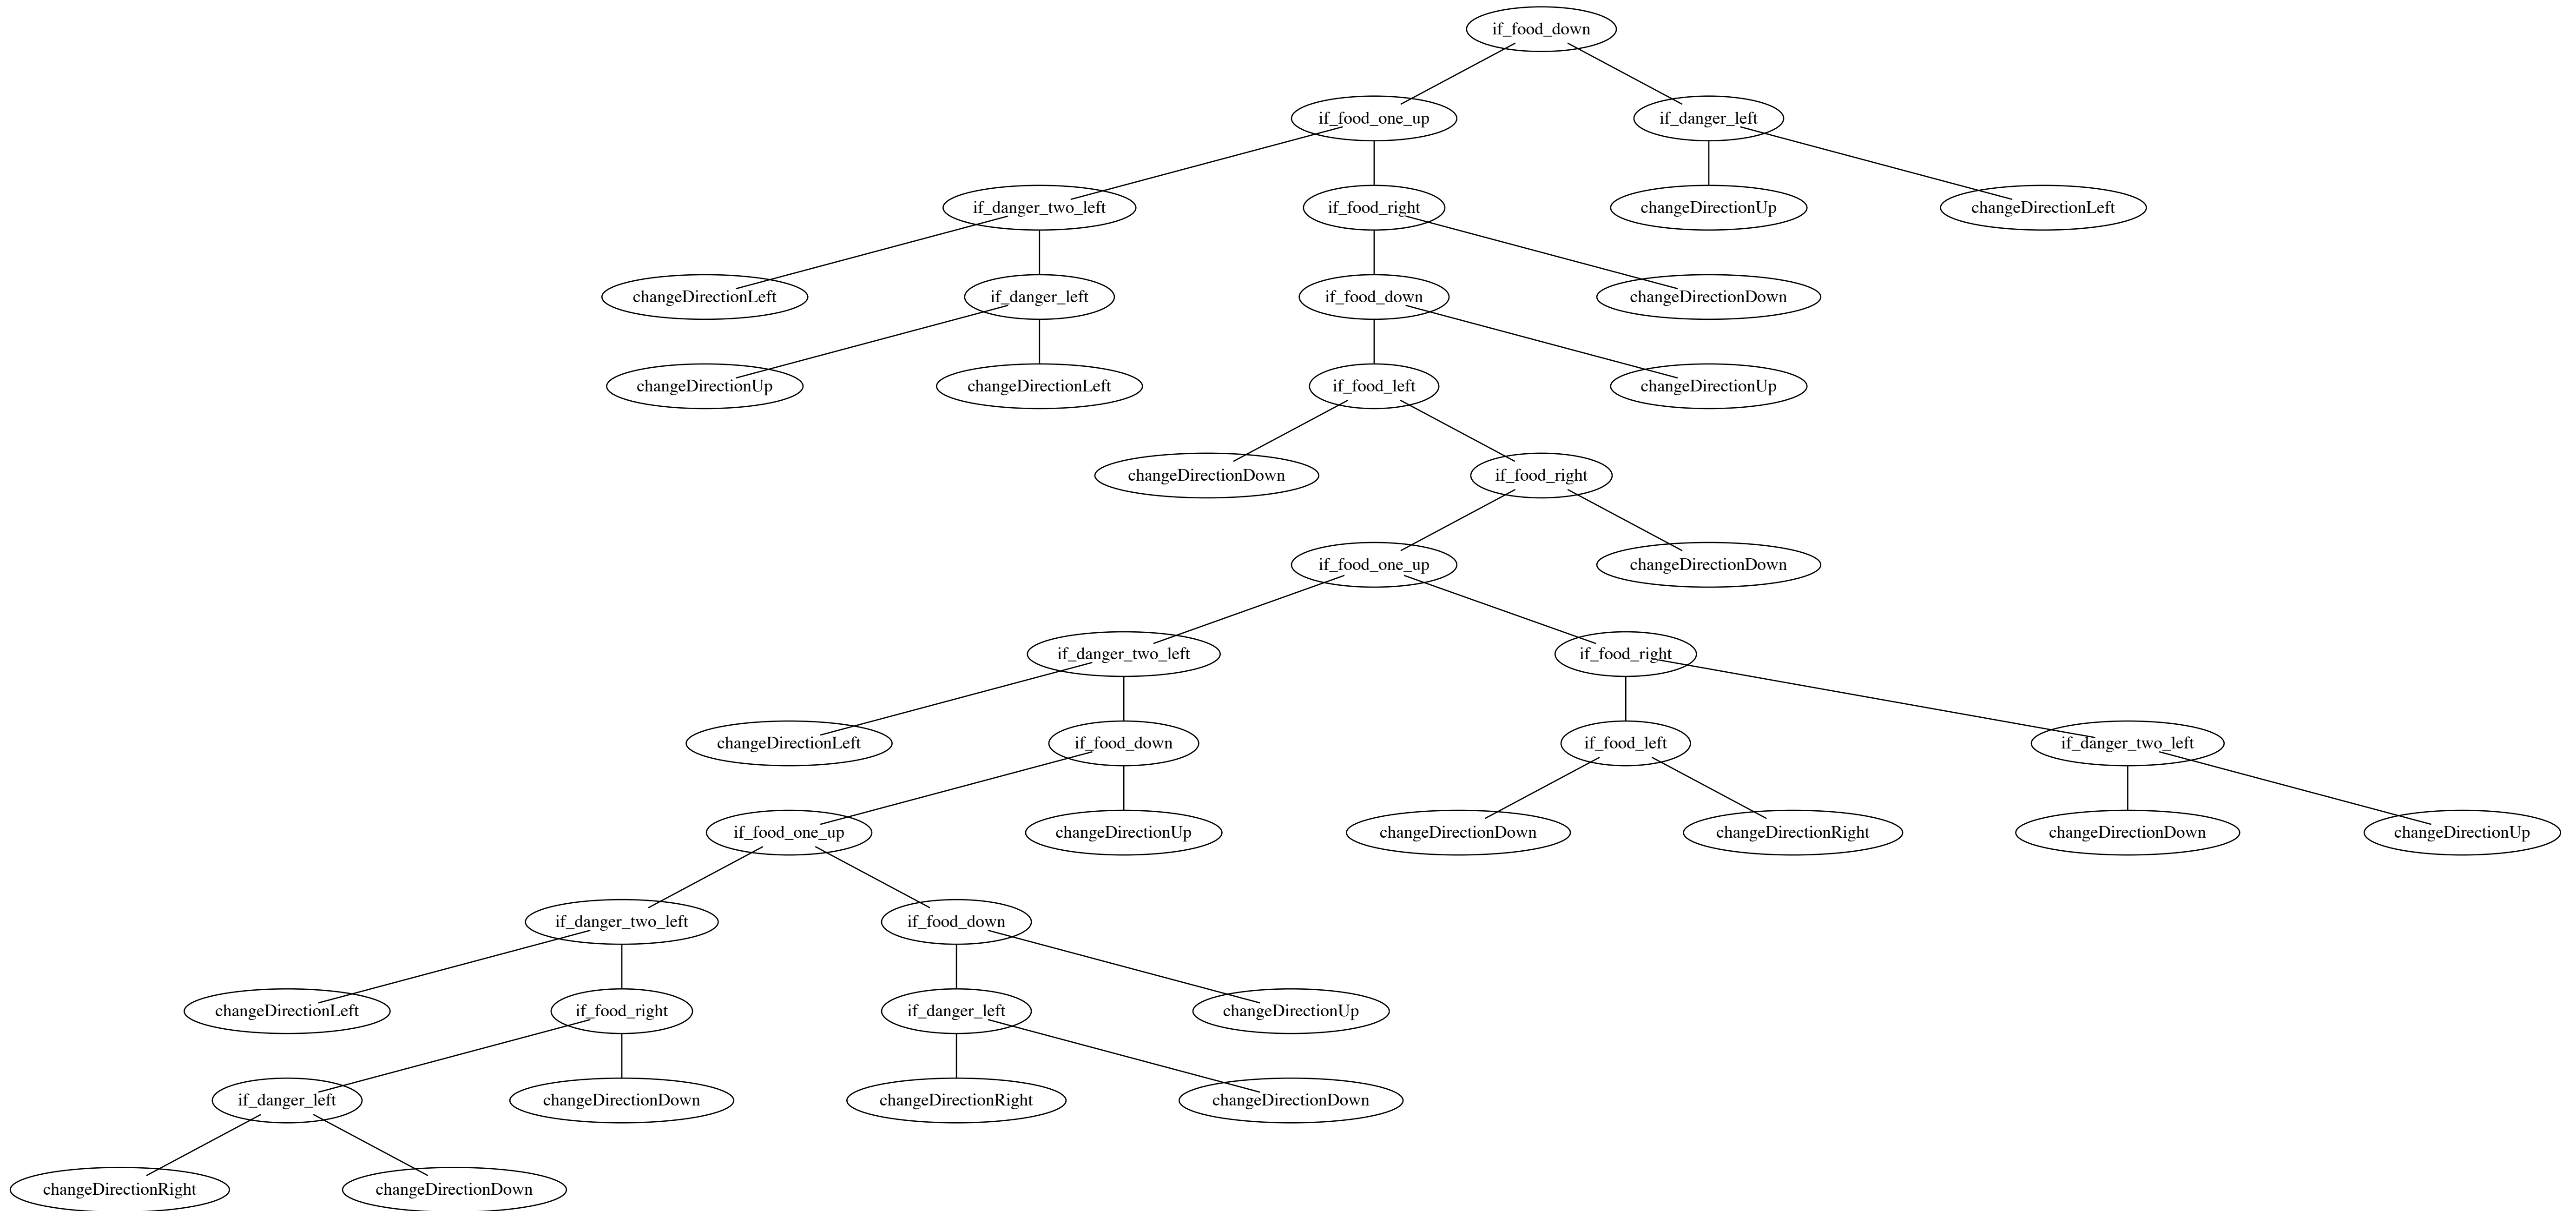 if_food_down
if_food_one_up
if_danger_left
if_danger_two_left
if_food_right
changeDirectionUp
changeDirectionLeft
changeDirectionLeft
if_danger_left
if_food_down
changeDirectionDown
changeDirectionUp
changeDirectionLeft
if_food_left
changeDirectionUp
changeDirectionDown
if_food_right
if_food_one_up
changeDirectionDown
if_danger_two_left
if_food_right
changeDirectionLeft
if_food_down
if_food_left
if_danger_two_left
if_food_one_up
changeDirectionUp
changeDirectionDown
changeDirectionRight
changeDirectionDown
changeDirectionUp
if_danger_two_left
if_food_down
changeDirectionLeft
if_food_right
if_danger_left
changeDirectionUp
if_danger_left
changeDirectionDown
changeDirectionRight
changeDirectionDown
changeDirectionRight
changeDirectionDown